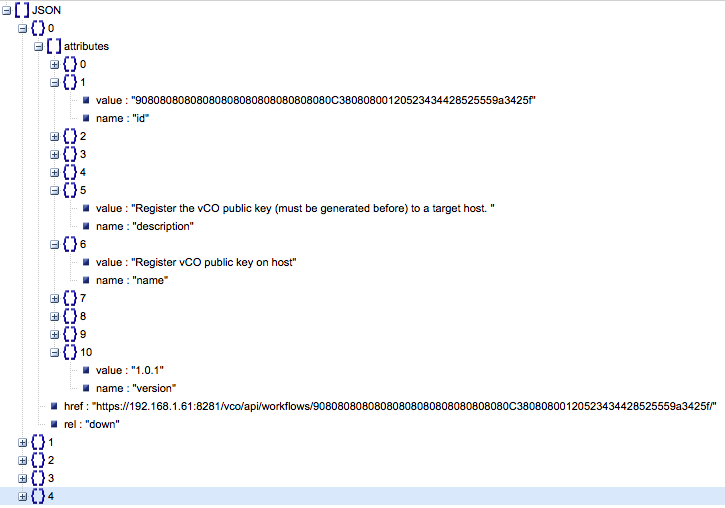 JSON
0
attributes
0
1
value : "90808080808080808080808080808080C38080800120523434428525559a3425f"
name : "id"
2
3
4
5
value : "Register the vCO public key (must be generated before) to a target host. "
name : "description"
6
value : "Register vCO public key on host"
name : "name"
7
8
9
10
value : "1.0.1"
name : "version"
href : "https://192.168.1.61:8281/vco/api/workflows/90808080808080808080808080808080C38080800120523434428525559a3425f/"
rel : "down"
1
2
3
4